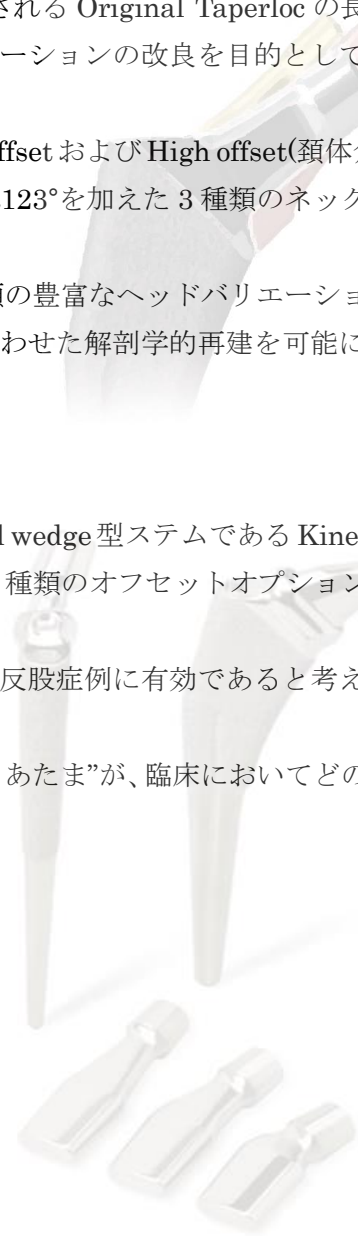 される Original Taperloc の長
ーションの改良を目的として
ffset および High offset(頚体
123°を加えた 3 種類のネック
の豊富なヘッドバリエーショ
わせた解剖学的再建を可能に
wedge 型ステムである Kine
種類のオフセットオプション
反股症例に有効であると考え
あたま”が、臨床においてどの